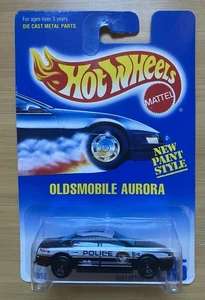 For ages over 3 years
DIE CAST METAL PARTS
Hot Wheels
MATTEL
NEW
PAINT
STYLE
OLDSMOBILE AURORA
POLICE